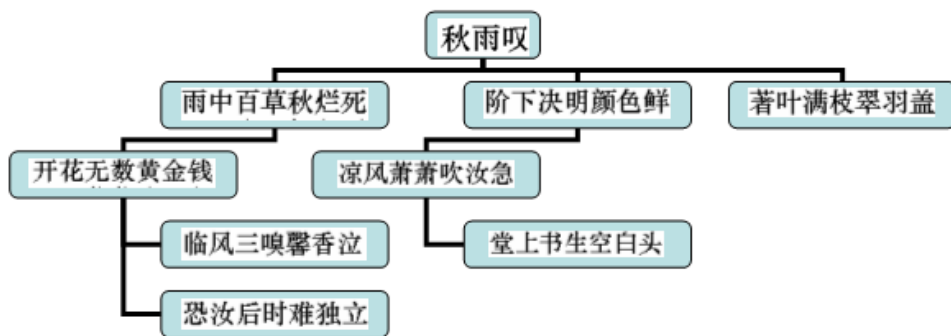 秋雨叹
雨中百草秋烂死
阶下决明颜色鲜
著叶满枝翠羽盖
开花无数黄金钱
凉风萧萧吹汝急
临风三嗅馨香泣
堂上书生空白头
恐汝后时难独立